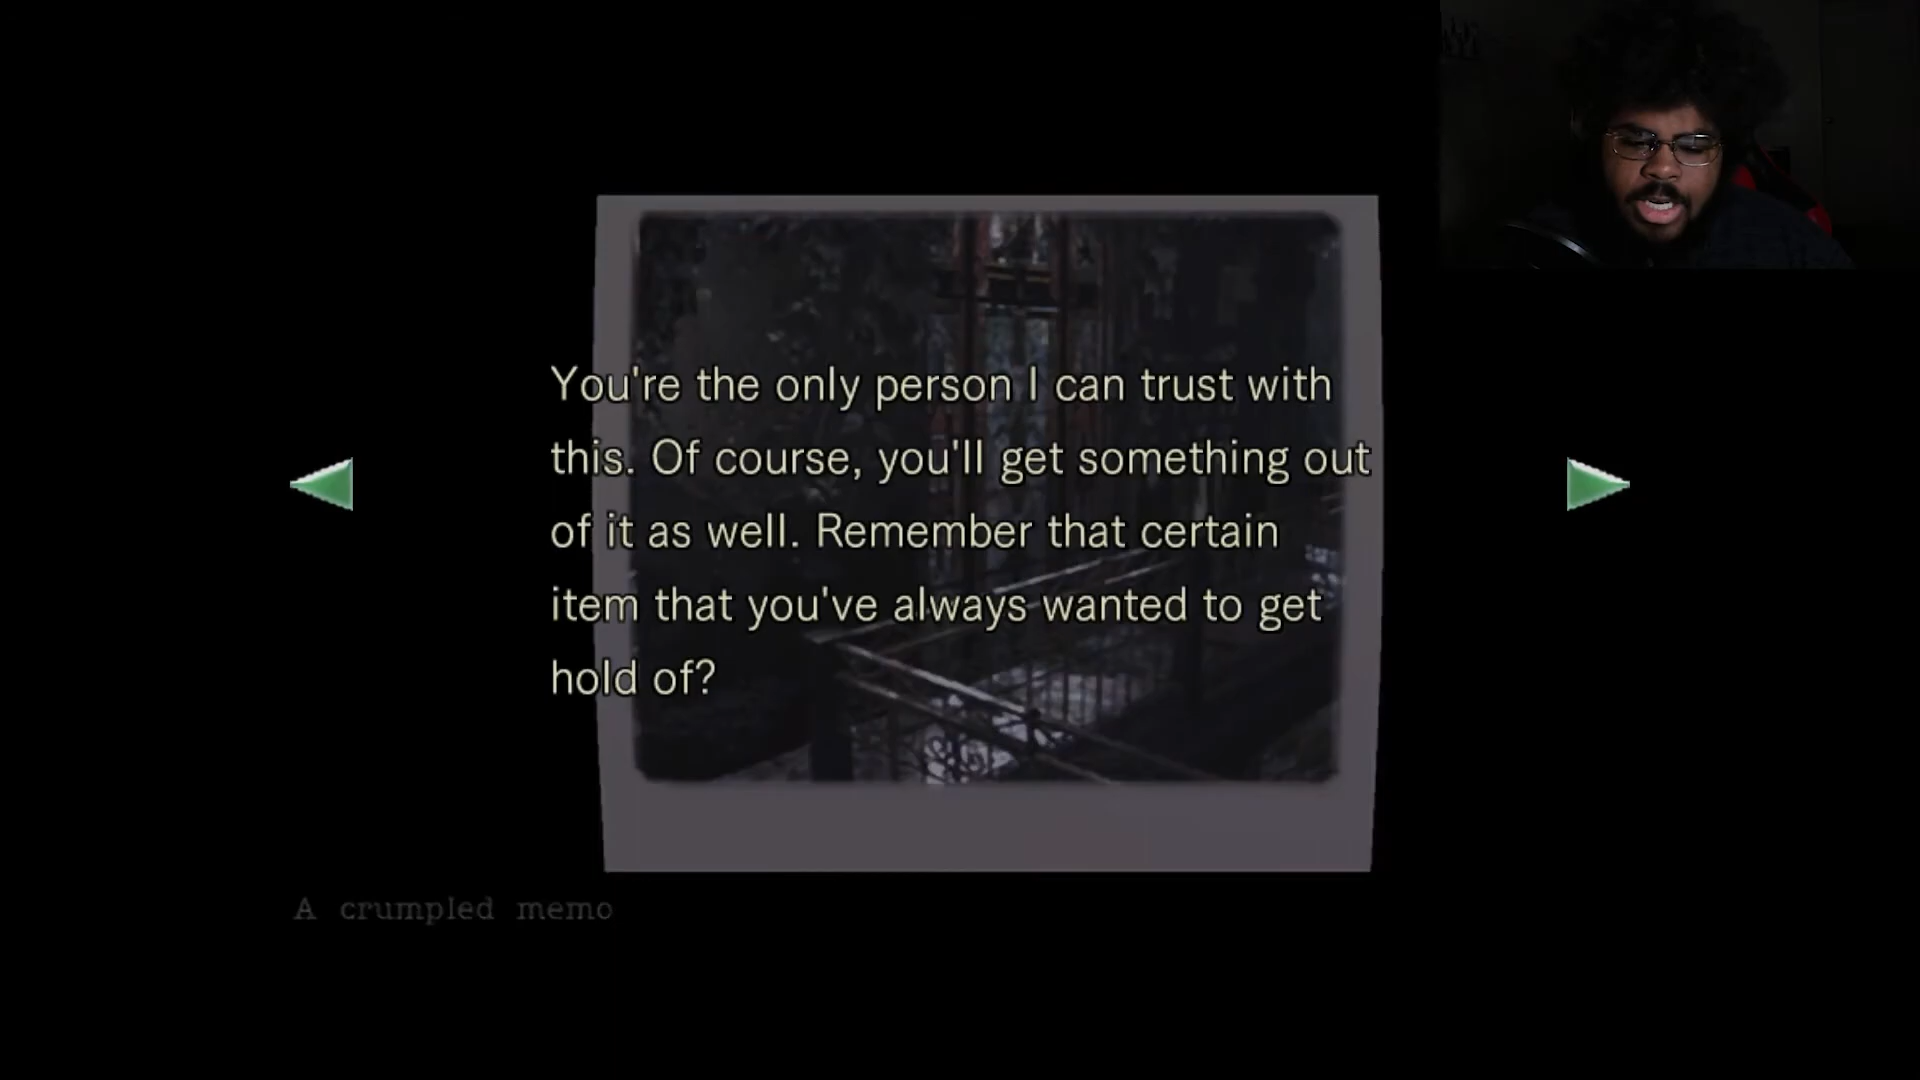 You're the only person I can trust with
this. Of course, you'll get something out
of it as well. Remember that certain
item that you've always wanted to get
hold of?
A crumpled memo